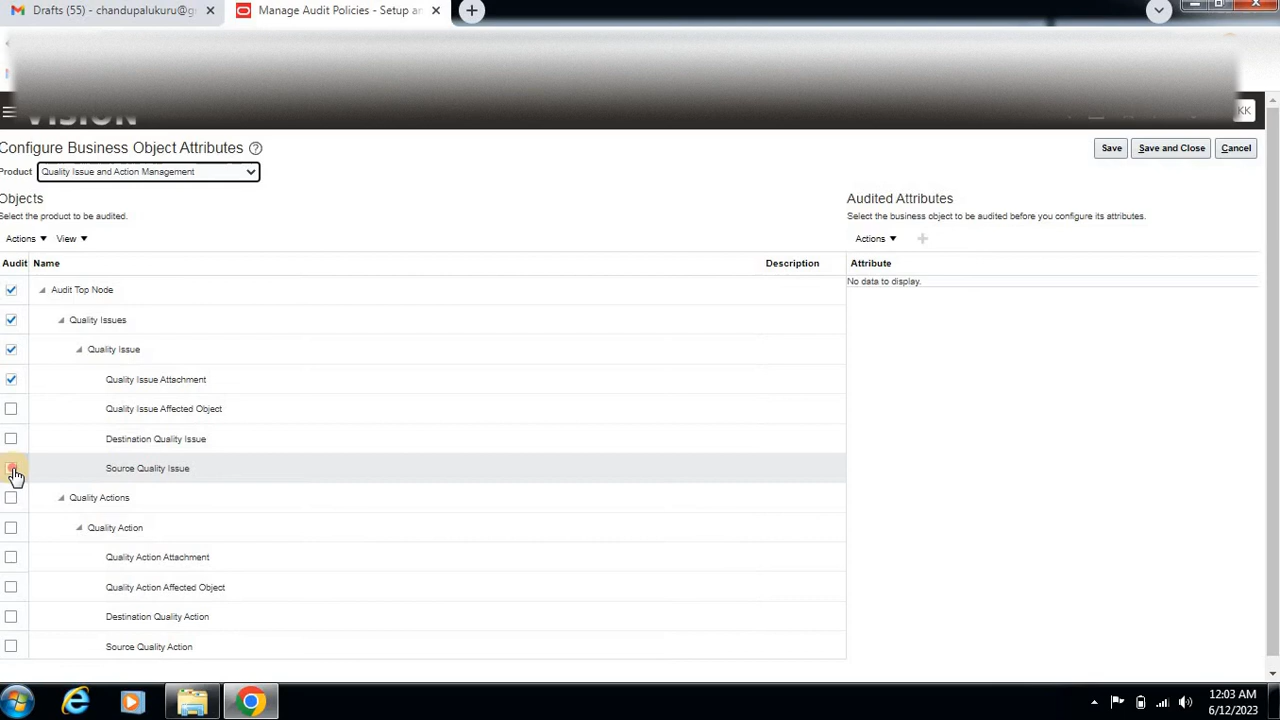 Drafts (55) - chandupalukuru@g
Manage Audit Policies - Setup an
VISION
KK
Configure Business Object Attributes
Save
Save and Close
Cancel
Product
Quality Issue and Action Management
Objects
Audited Attributes
Select the product to be audited.
Select the business object to be audited before you configure its attributes.
Actions
View
Actions
Audit
Name
Description
Attribute
Audit Top Node
No data to display.
Quality Issues
Quality Issue
Quality Issue Attachment
Quality Issue Affected Object
Destination Quality Issue
Source Quality Issue
Quality Actions
Quality Action
Quality Action Attachment
Quality Action Affected Object
Destination Quality Action
Source Quality Action
12:03 AM
6/12/2023